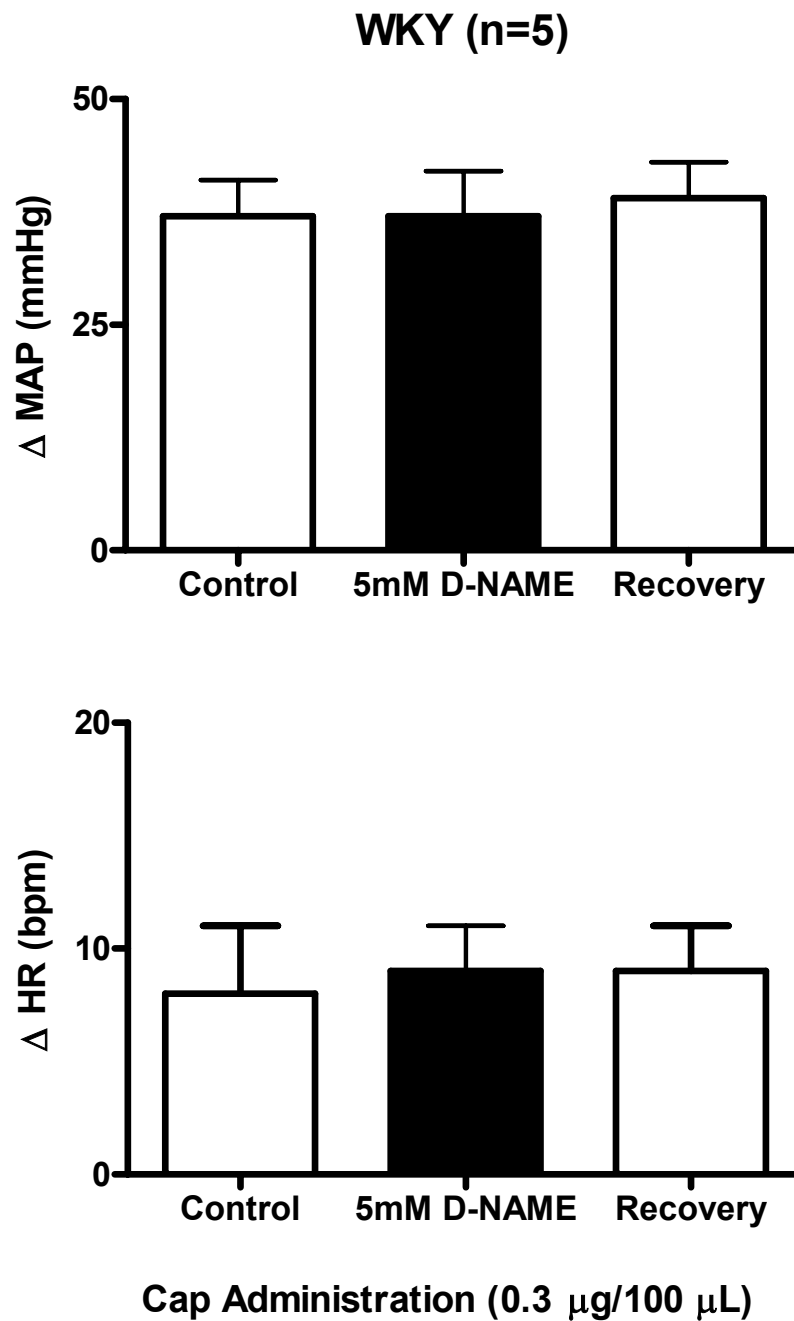 WKY (n=5)
50
25
0
Δ MAP (mmHg)
Control 5mM D-NAME Recovery
20
10
0
Δ HR (bpm)
Control 5mM D-NAME Recovery
Cap Administration (0.3 μg/100 μL)